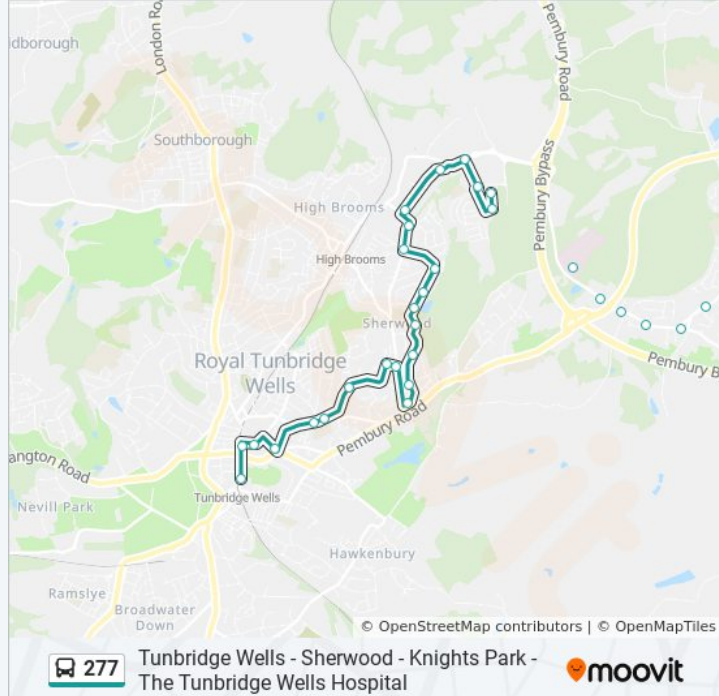 idborough
London Ro
Pembury Road
Southborough
Pembury Bypass
High Brooms
High Brooms
Sherwood
Royal Tunbridge
Wells
Pembury B
Pembury Road
angton Road
Tunbridge Wells
Nevill Park
Hawkenbury
Ramslye
Broadwater
Down
© OpenStreetMap contributors | © OpenMapTiles
277
Tunbridge Wells - Sherwood - Knights Park -
The Tunbridge Wells Hospital
moovit